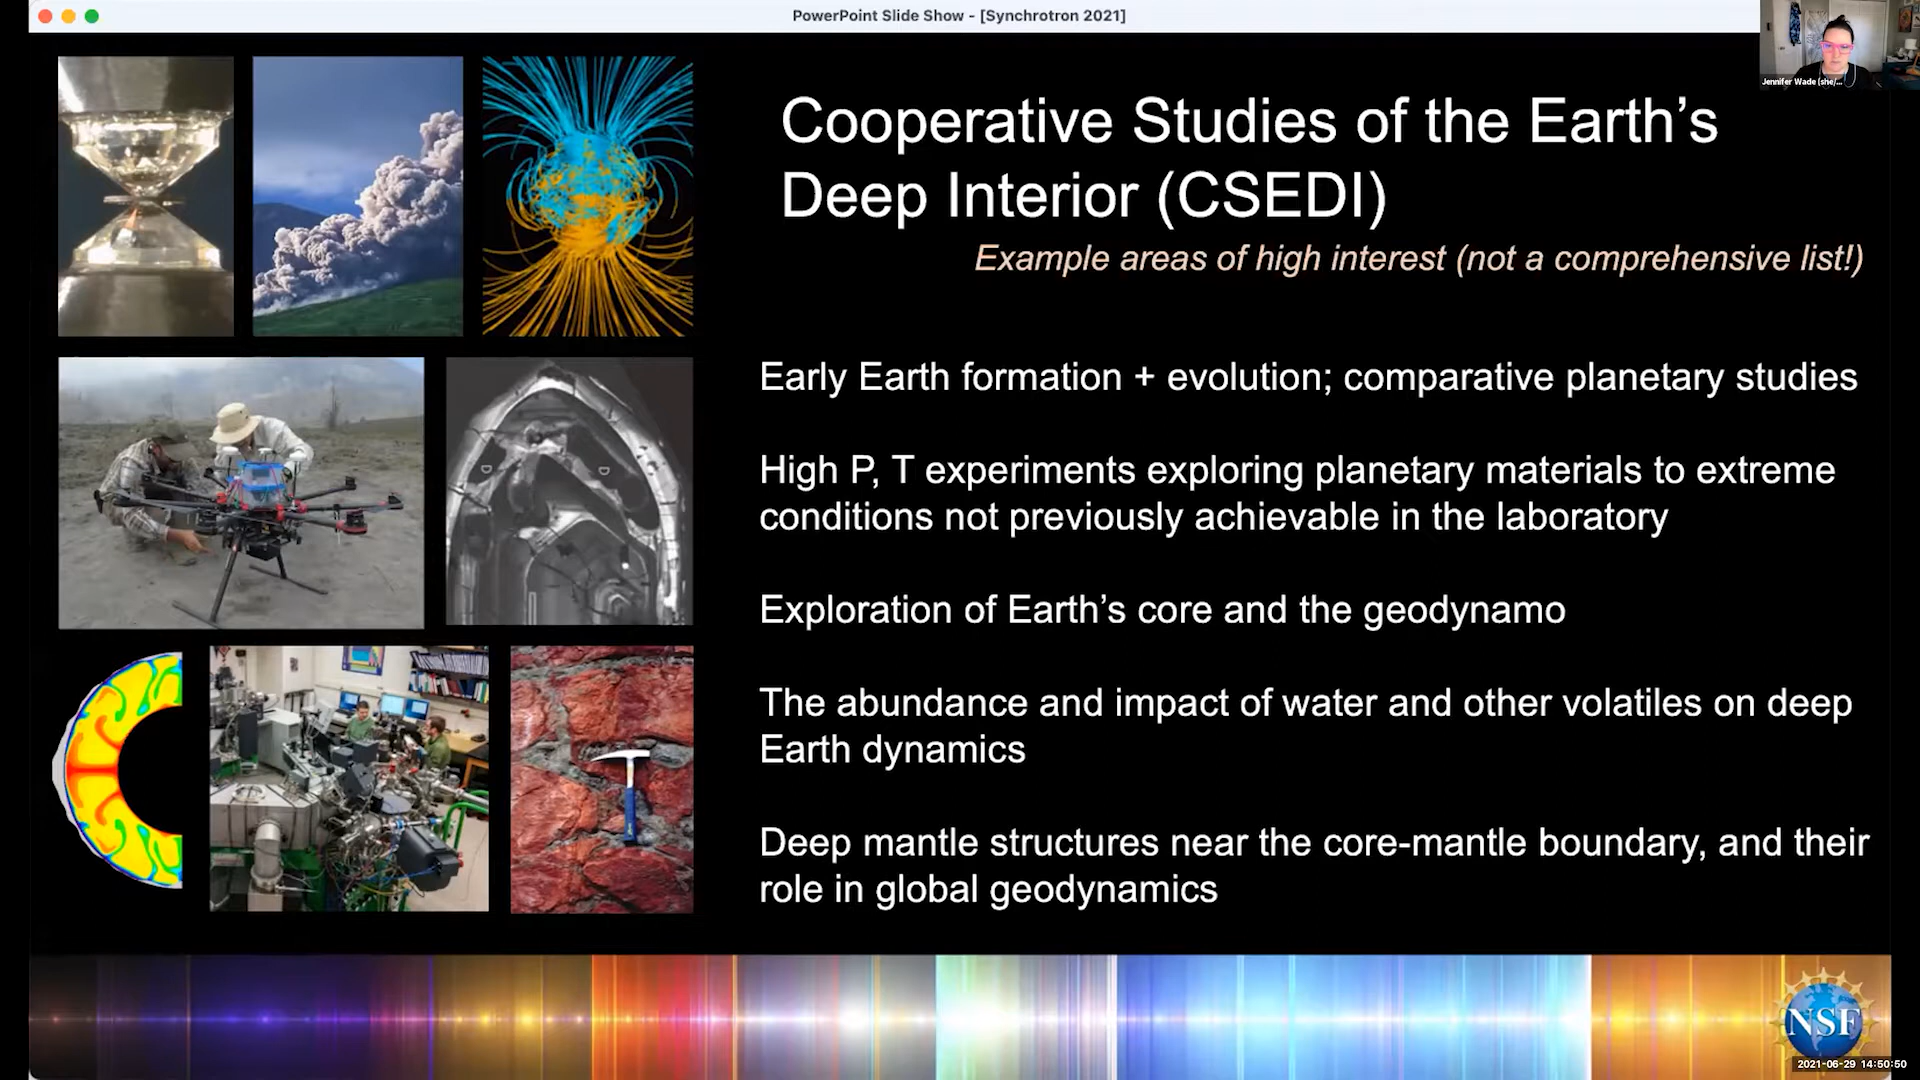 PowerPoint Slide Show - [Synchrotron 2021]
Jennifer Wade (she/...
Cooperative Studies of the Earth's
Deep Interior (CSEDI)
Example areas of high interest (not a comprehensive list!)
Early Earth formation + evolution; comparative planetary studies
High P, T experiments exploring planetary materials to extreme
conditions not previously achievable in the laboratory
Exploration of Earth's core and the geodynamo
The abundance and impact of water and other volatiles on deep
Earth dynamics
Deep mantle structures near the core-mantle boundary, and their
role in global geodynamics
NSF
2021-06-29 14:50:50